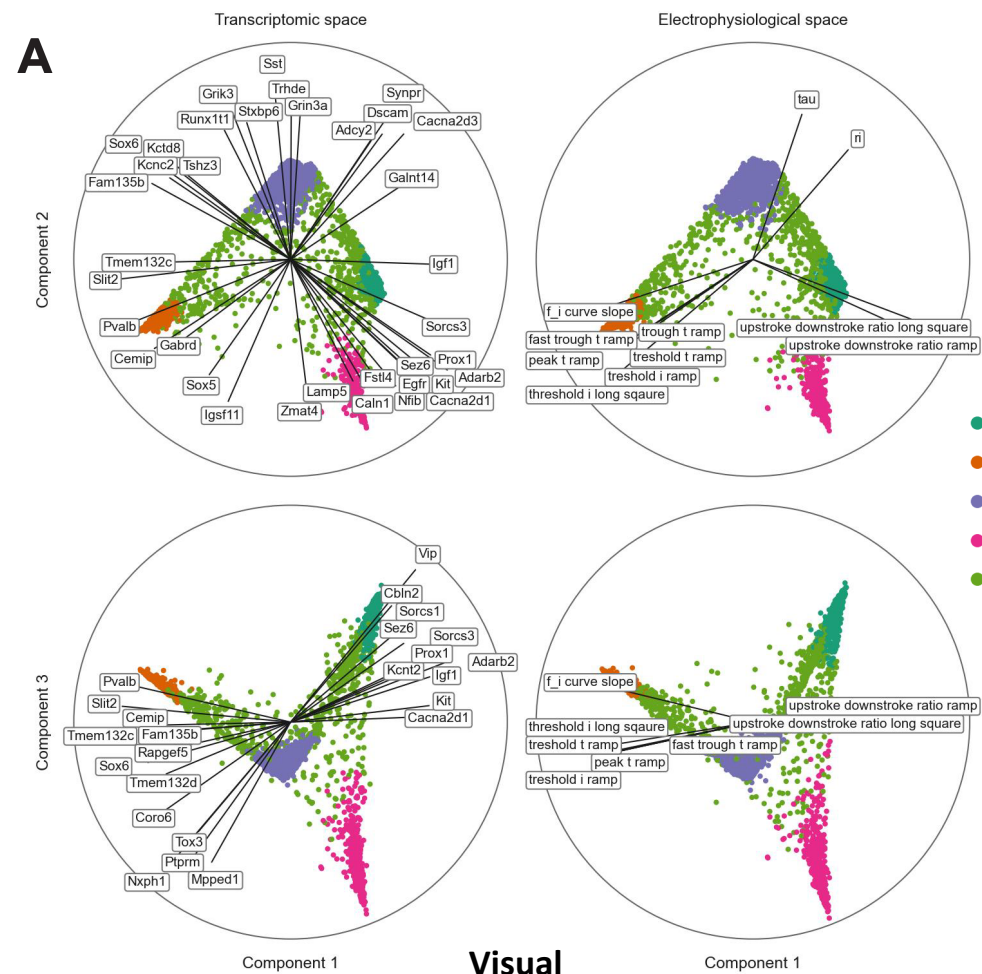 Transcriptomic space
Electrophysiological space
A
Component 2
Sst
Trhde
Grik3
Synpr
Stxbp6
Grin3a
Dscam
Runx1t1
Adcy2
Cacna2d3
Sox6
Kctd8
Kcnc2
Tshz3
Fam135b
Galnt14
Tmem132c
Igf1
Slit2
Pvalb
Sorcs3
Cemip
Gabrd
Prox1
Sez6
Sox5
Fstl4
Adarb2
Egfr
Kit
Lamp5
Nfib
Cacna2d1
Caln1
Igsf11
Zmat4
tau
ri
f_i curve slope
fast trough t ramp
trough t ramp
upstroke downstroke ratio long square
upstroke downstroke ratio ramp
peak t ramp
treshold t ramp
treshold i ramp
threshold i long sqaure
Component 3
Vip
Cbln2
Sorcs1
Sez6
Sorcs3
Prox1
Adarb2
Kcnt2
Igf1
Pvalb
Slit2
Kit
Cemip
Cacna2d1
Tmem132c
Fam135b
Rapgef5
Sox6
Tmem132d
Coro6
Tox3
Ptprm
Nxph1
Mpped1
f_i curve slope
upstroke downstroke ratio ramp
threshold i long sqaure
upstroke downstroke ratio long square
treshold t ramp
fast trough t ramp
peak t ramp
treshold i ramp
Component 1
Visual
Component 1